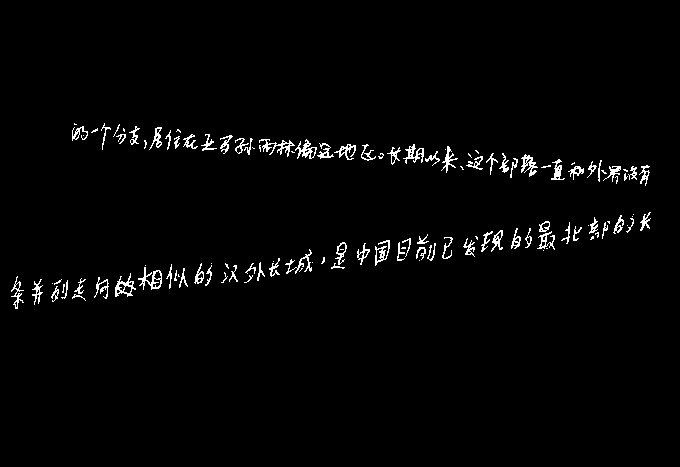 的一个分支,居住在亚马孙雨林偏远地区。长期以来、这个部落一直和外界没有
条并列走向的相似的汉外长城,是中国目前已发现的最北部的长